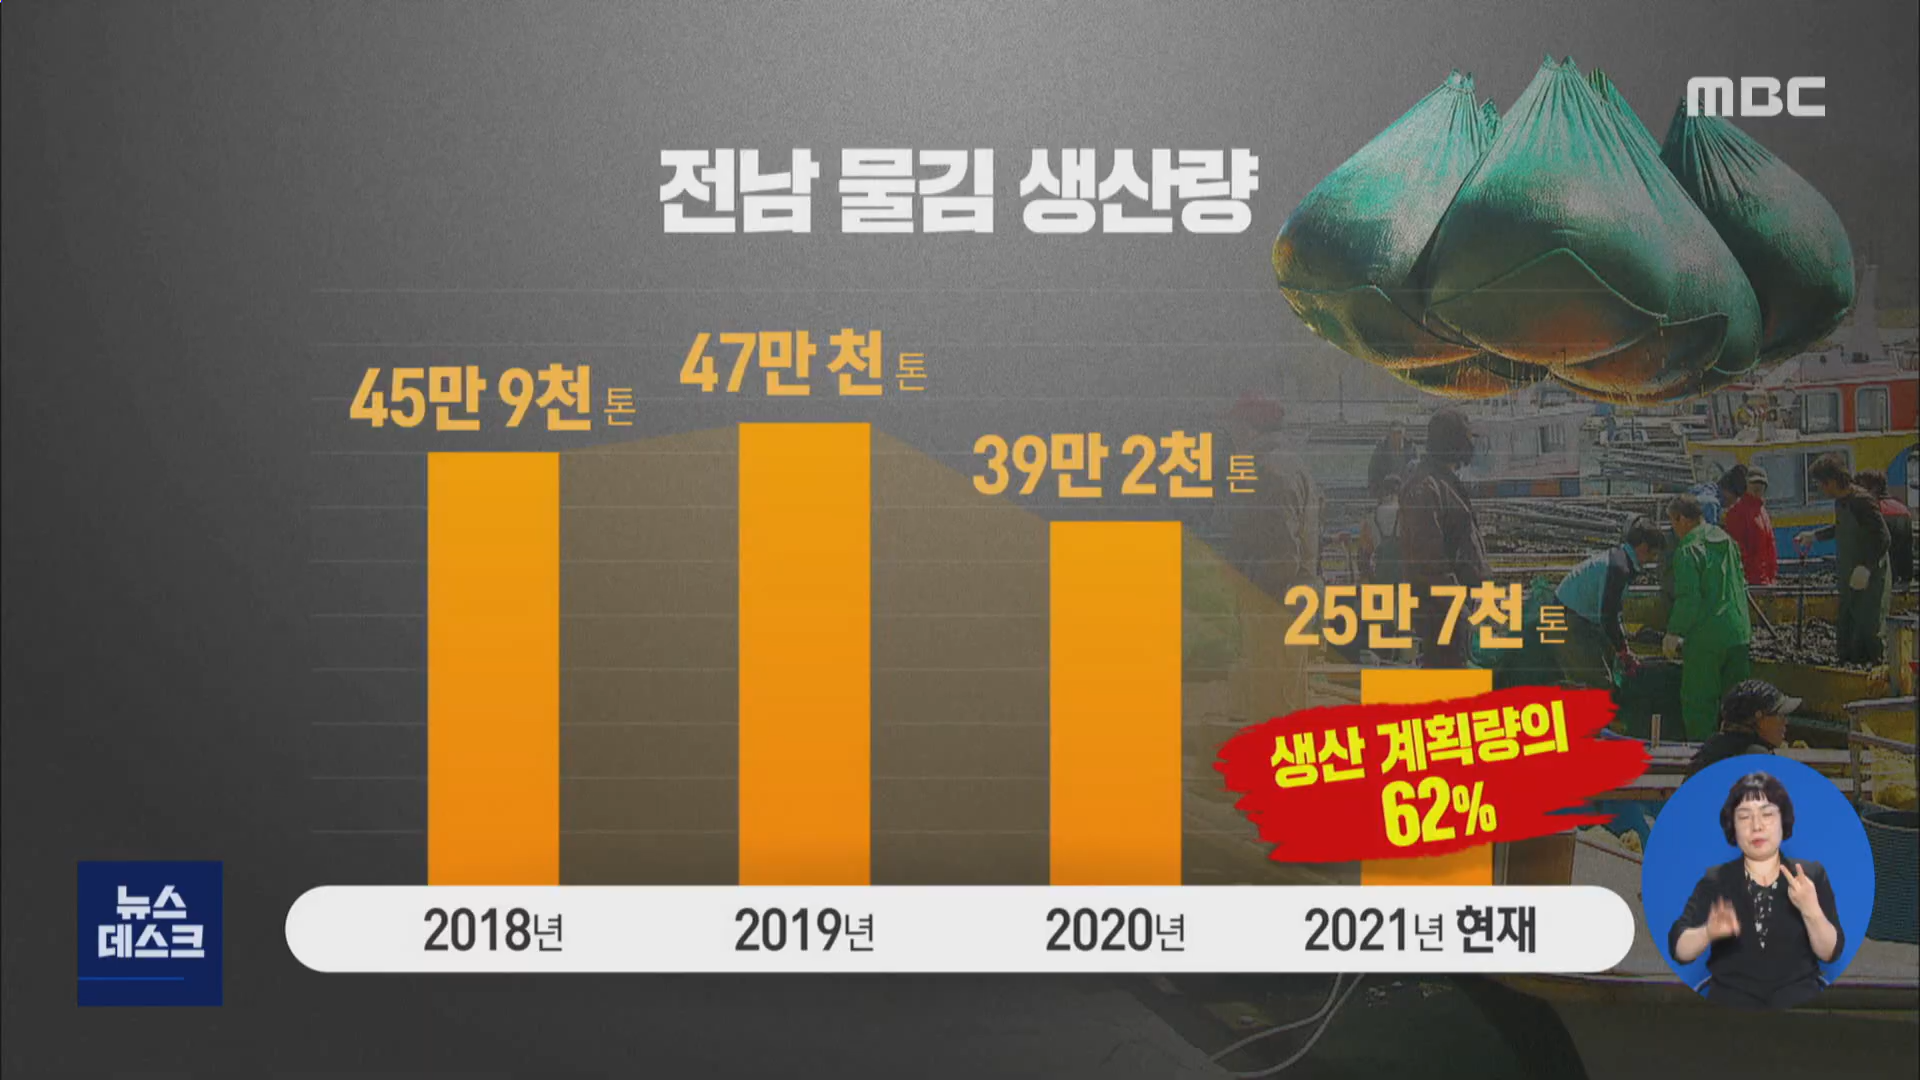 MBC
전남 물김 생산량
45만 9천 톤
47만 천 톤
39만 2천 톤
25만 7천 톤
생산 계획량의
62%
2018년
2019년
2020년
2021년 현재
뉴스
데스크